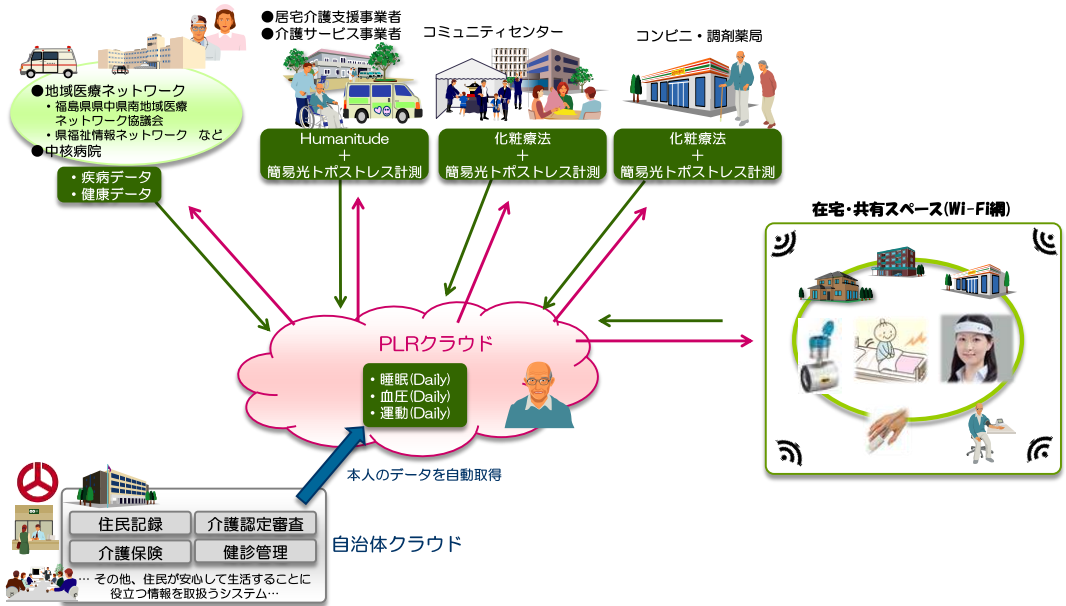 ●地域医療ネットワーク
・福島県県中県南地域医療
ネットワーク協議会
・県福祉情報ネットワーク など
●中核病院
・疾病データ
・健康データ
●居宅介護支援事業者
●介護サービス事業者
Humanitude
＋
簡易光トポストレス計測
コミュニティセンター
化粧療法
＋
簡易光トポストレス計測
コンビニ・調剤薬局
化粧療法
＋
簡易光トポストレス計測
在宅・共有スペース(Wi-Fi網)
PLRクラウド
・睡眠(Daily)
・血圧(Daily)
・運動(Daily)
本人のデータを自動取得
自治体クラウド
住民記録
介護認定審査
介護保険
健診管理
… その他、住民が安心して生活することに
役立つ情報を取扱うシステム…